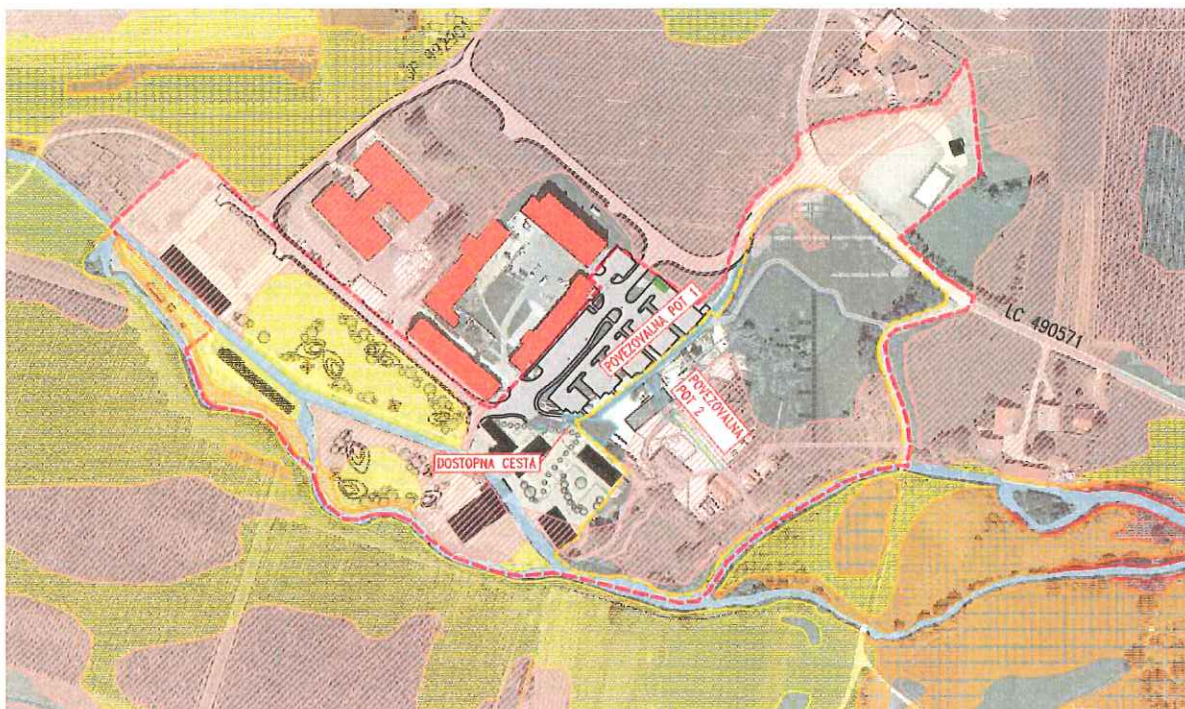 POVEZOVALNA POT 1
LC 490571
POVEZOVALNA
POT 2
DOSTOPNA CESTA